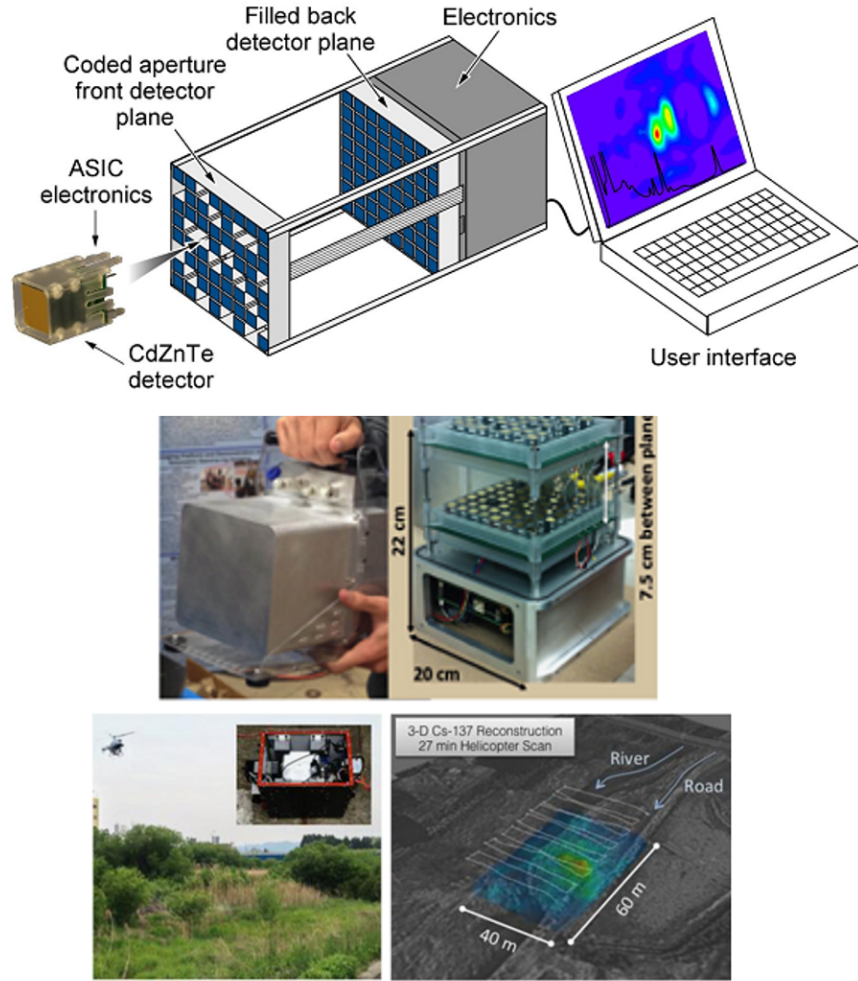 Filled back
detector plane
Electronics
Coded aperture
front detector
plane
ASIC
electronics
CdZnTe
detector
User interface
22 cm
7.5 cm between plane
20 cm
3-D Cs-137 Reconstruction
27 min Helicopter Scan
River
Road
60 m
40 m